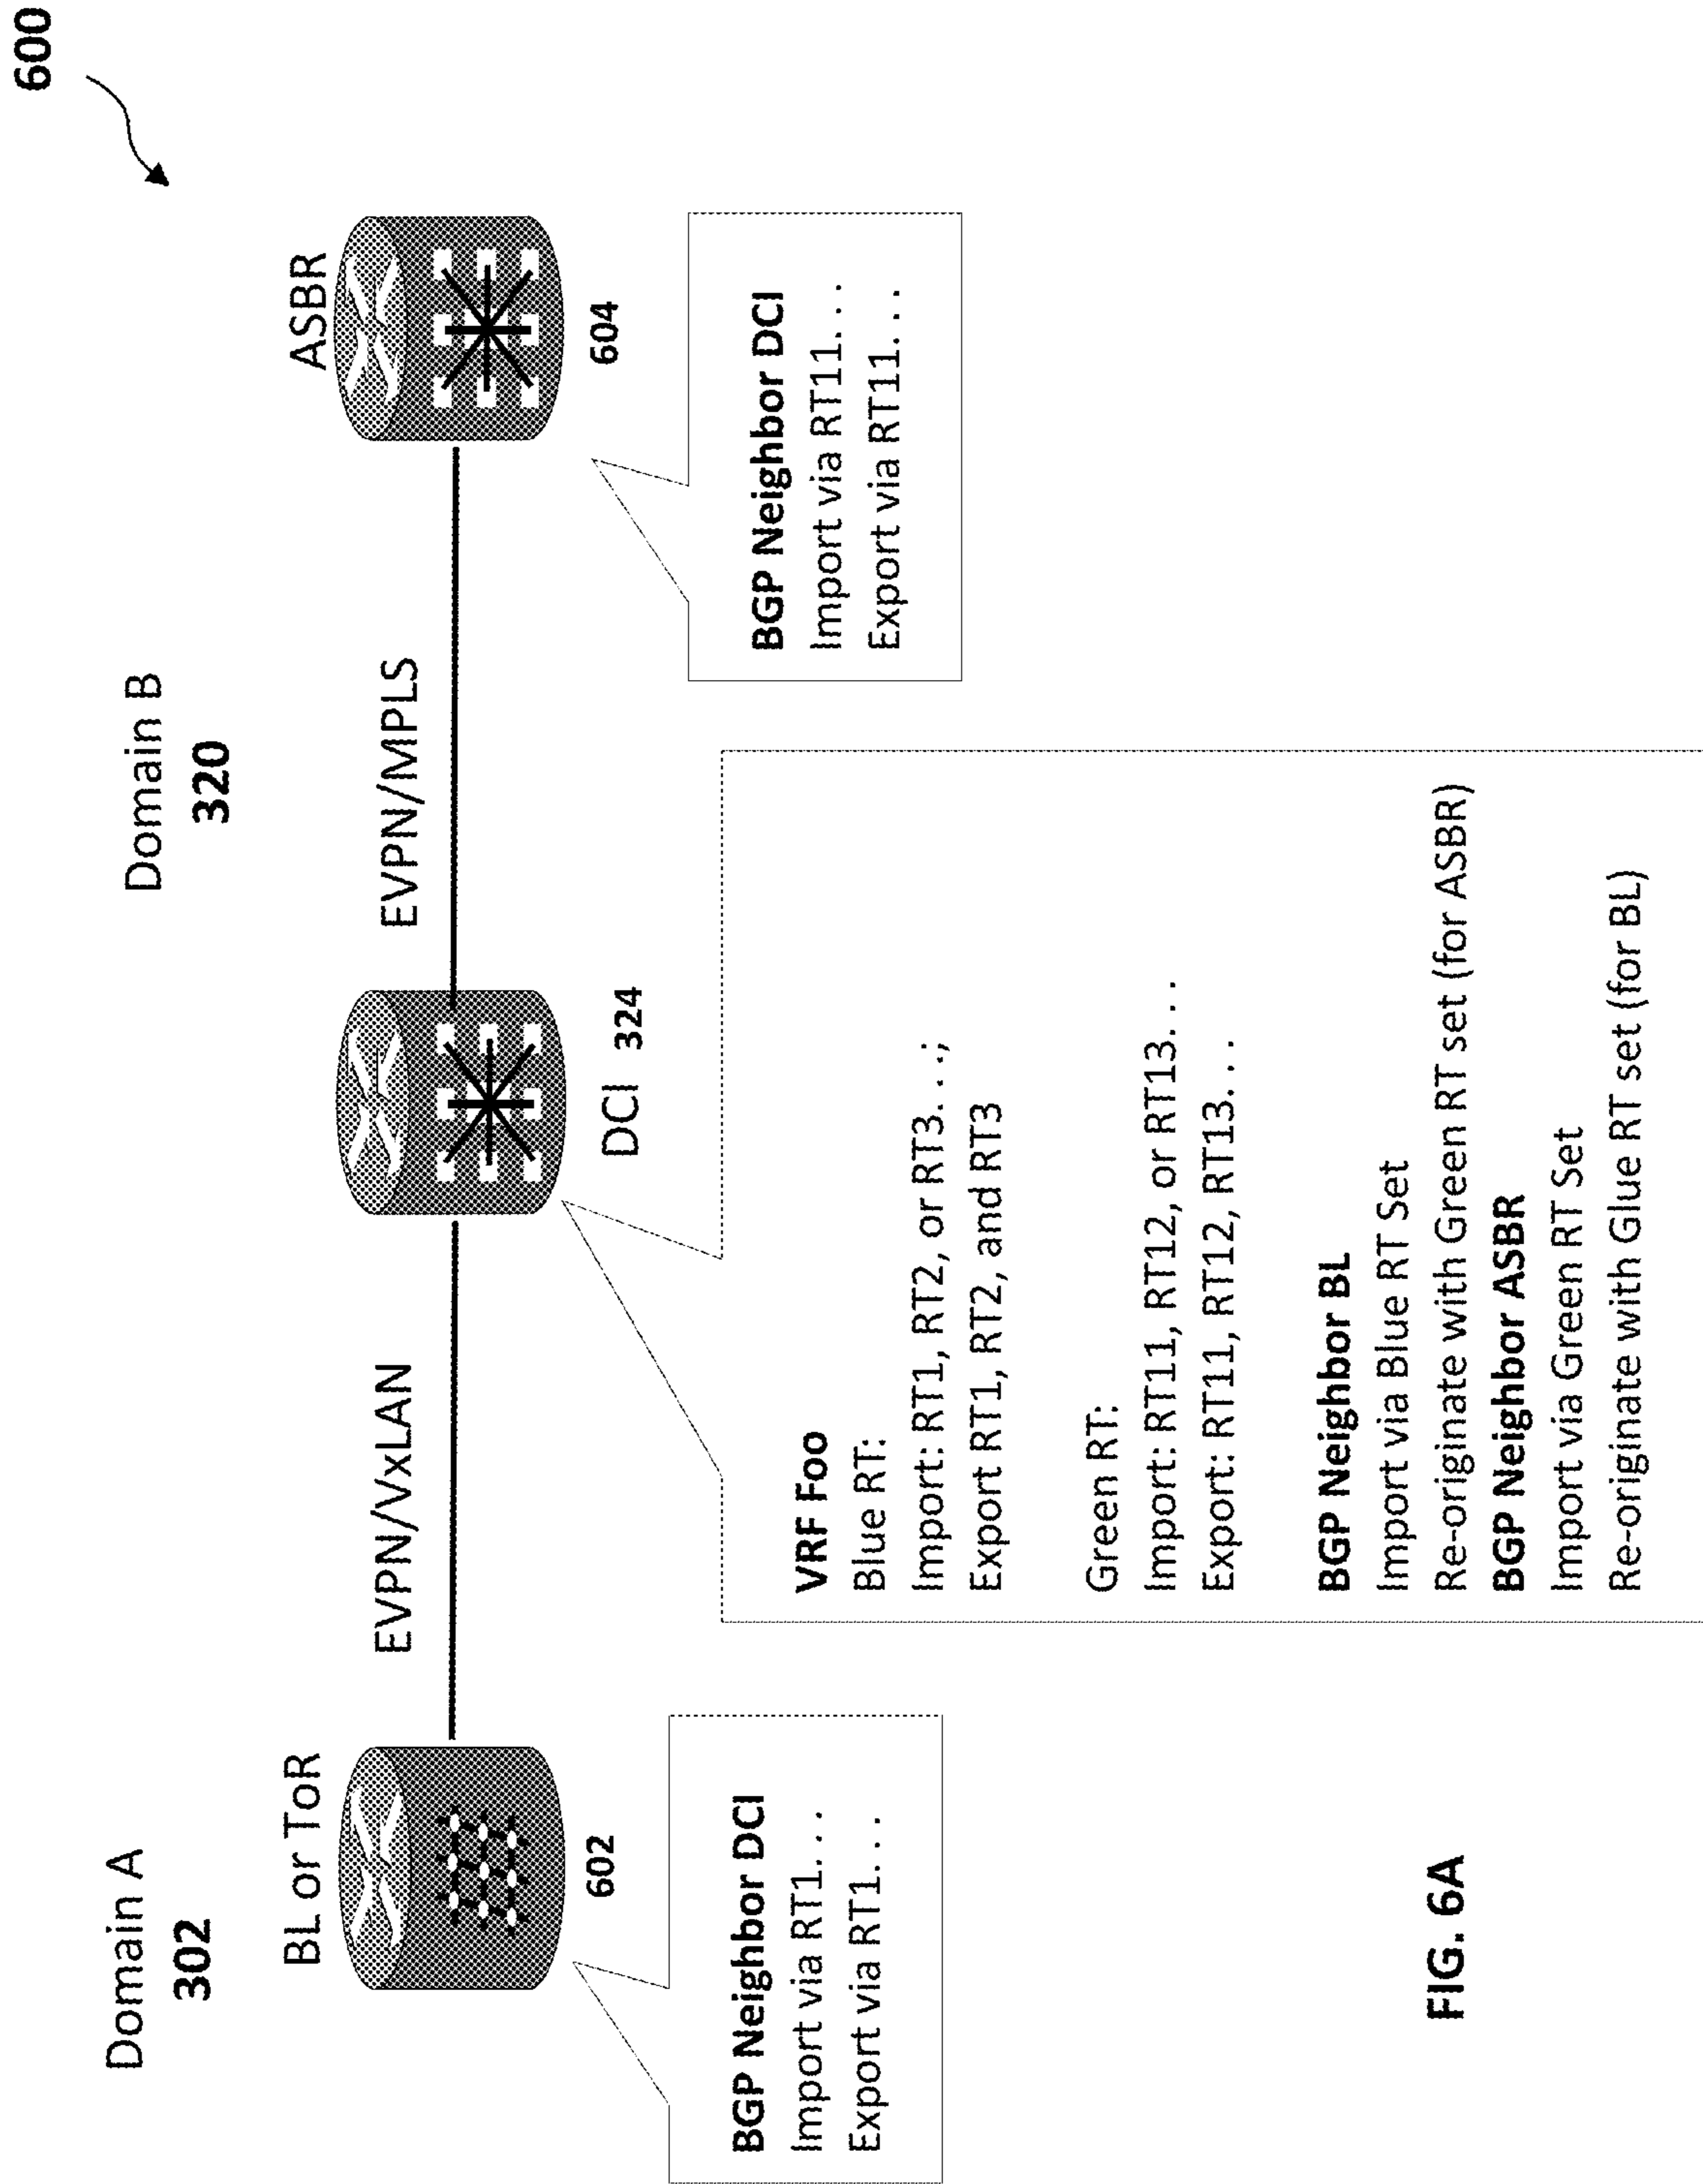 600
Domain A
302
Domain B
320
BL or ToR
EVPN/VxLAN
EVPN/MPLS
ASBR
602
DCI 324
604
BGP Neighbor DCI
Import via RT1. . .
Export via RT1. . .
VRF Foo
Blue RT:
Import: RT1, RT2, or RT3. . .;
Export RT1, RT2, and RT3
Green RT:
Import: RT11, RT12, or RT13. . .
Export: RT11, RT12, RT13. . .
BGP Neighbor BL
Import via Blue RT Set
Re-originate with Green RT set (for ASBR)
BGP Neighbor ASBR
Import via Green RT Set
Re-originate with Glue RT set (for BL)
BGP Neighbor DCI
Import via RT11. . .
Export via RT11. . .
FIG. 6A